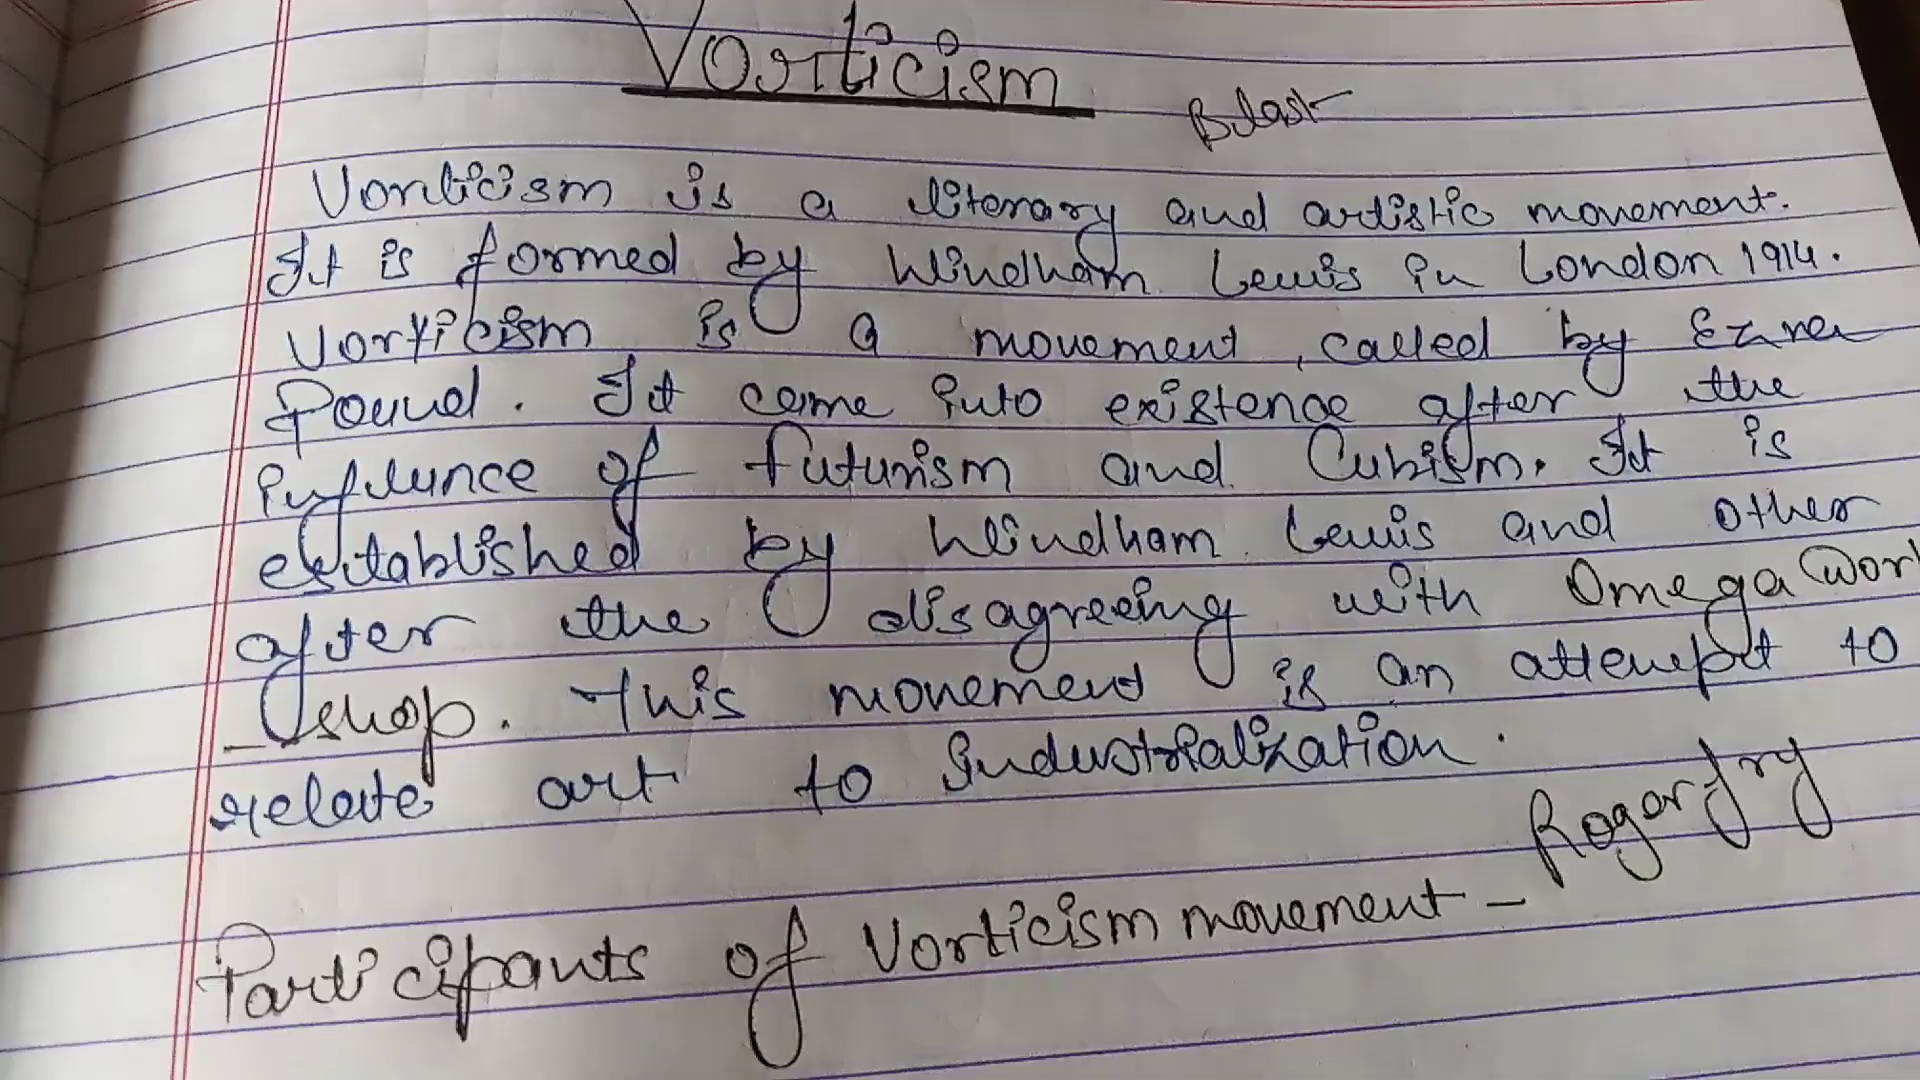 Vorticism
Blast
Vorticism is a literary and artistic movement.
It is formed by Windham Lewis in London 1914.
Vorticism is a movement, called by Ezra
Pound. It came into existence after the
influnce of futurism and Cubism. It is
established by Windham Lewis and other
after the disagreeing with Omega Work
_shop. This movement is an attempt to
relate art to Industrialization.
Roger fry
Participants of Vorticism movement -